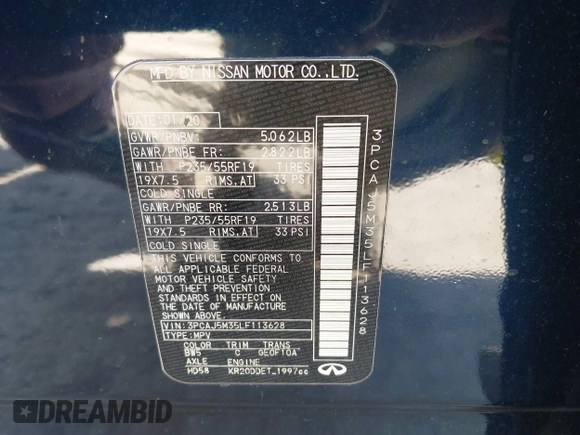 MFD BY NISSAN MOTOR CO.,LTD.
DATE:01/20
GVWR/PNBV: 5.062LB
GAWR/PNBE FR: 2.822LB
WITH P235/55RF19 TIRES
19X7.5 RIMS.AT 33 PSI
COLD SINGLE
GAWR/PNBE RR: 2.513LB
WITH P235/55RF19 TIRES
19X7.5 RIMS.AT 33 PSI
COLD SINGLE
THIS VEHICLE CONFORMS TO
ALL APPLICABLE FEDERAL
MOTOR VEHICLE SAFETY
AND THEFT PREVENTION
STANDARDS IN EFFECT ON
THE DATE OF MANUFACTURE
SHOWN ABOVE.
VIN: 3PCAJ5M35LF113628
TYPE: MPV
COLOR TRIM TRANS
BW5 C GE0F10A
AXLE ENGINE
HD58 KR20DDET_1997cc
3PCAJ5M35LF113628
DREAMBID
.COM